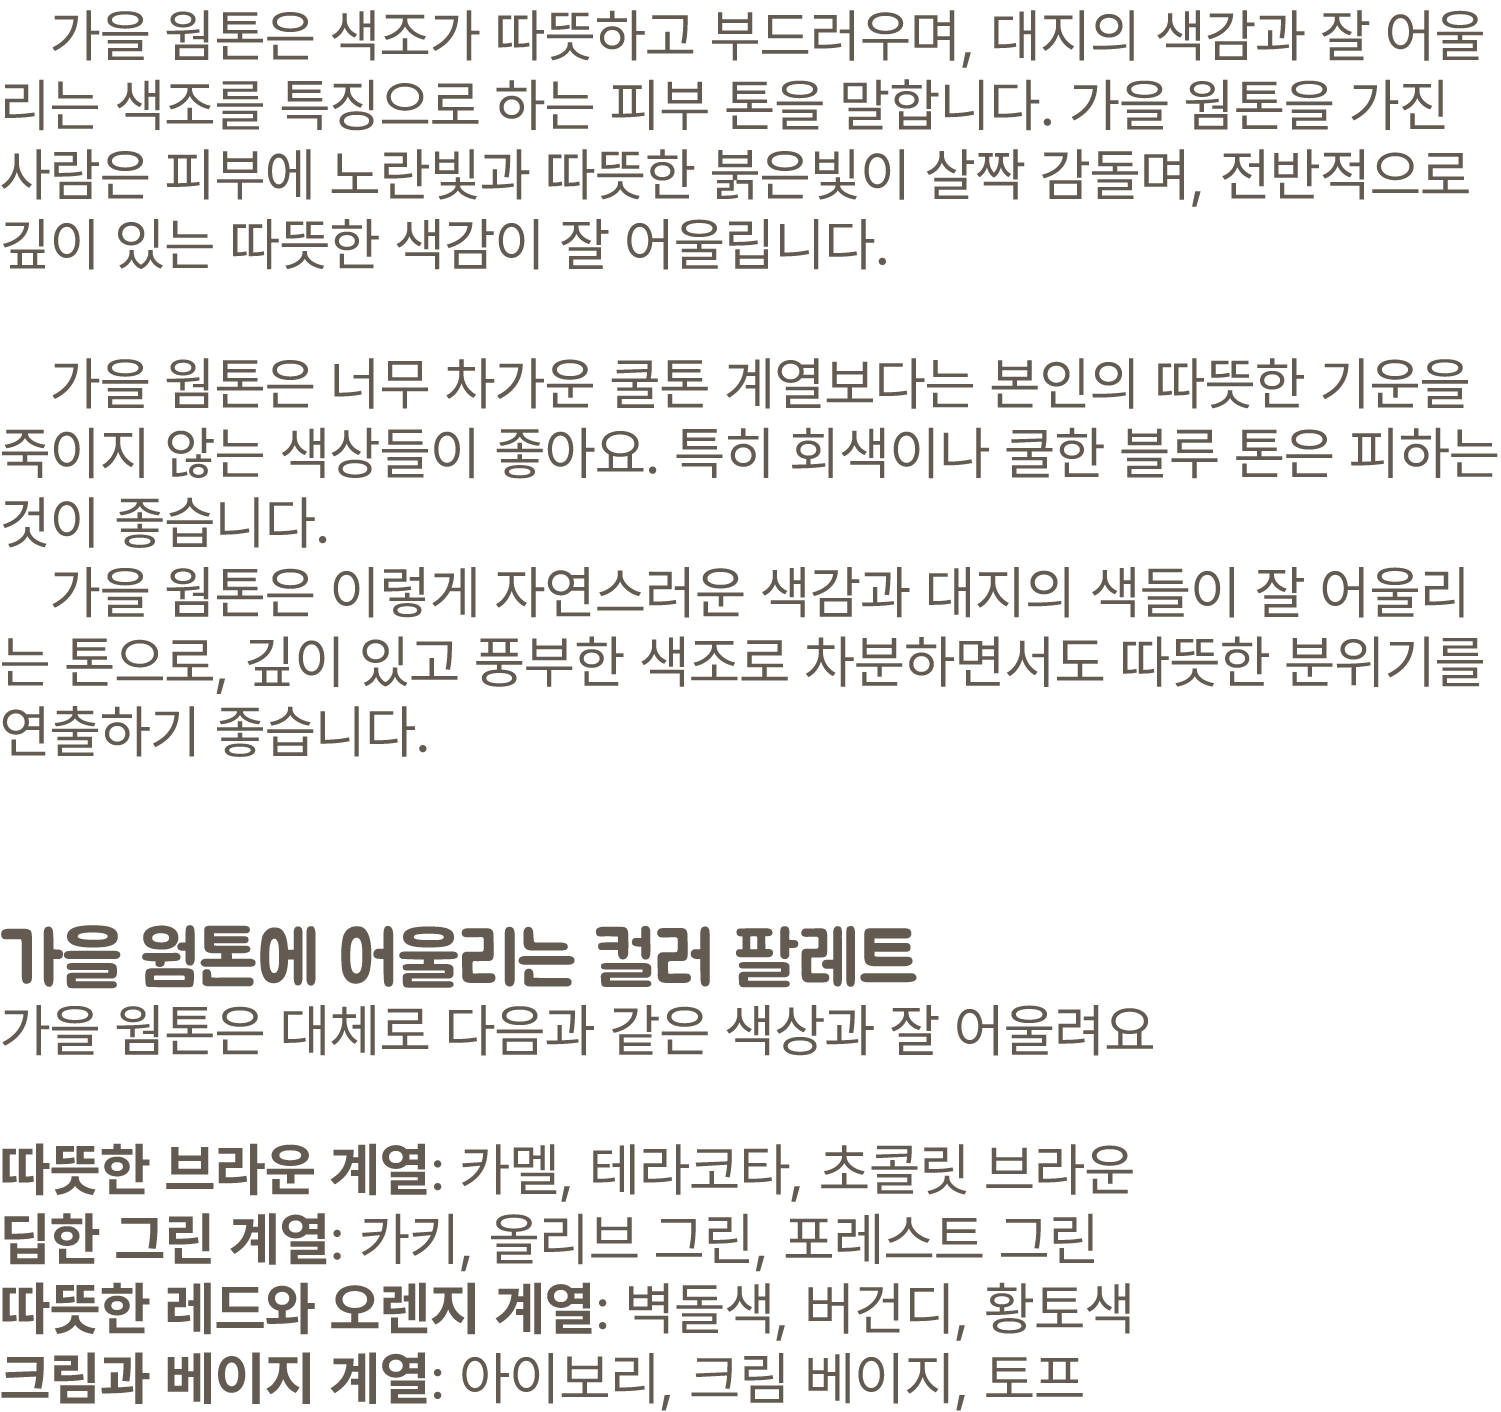 가을 웜톤은 색조가 따뜻하고 부드러우며, 대지의 색감과 잘 어울
리는 색조를 특징으로 하는 피부 톤을 말합니다. 가을 웜톤을 가진
사람은 피부에 노란빛과 따뜻한 붉은빛이 살짝 감돌며, 전반적으로
깊이 있는 따뜻한 색감이 잘 어울립니다.
가을 웜톤은 너무 차가운 쿨톤 계열보다는 본인의 따뜻한 기운을
죽이지 않는 색상들이 좋아요. 특히 회색이나 쿨한 블루 톤은 피하는
것이 좋습니다.
가을 웜톤은 이렇게 자연스러운 색감과 대지의 색들이 잘 어울리
는 톤으로, 깊이 있고 풍부한 색조로 차분하면서도 따뜻한 분위기를
연출하기 좋습니다.
가을 웜톤에 어울리는 컬러 팔레트
가을 웜톤은 대체로 다음과 같은 색상과 잘 어울려요
따뜻한 브라운 계열: 카멜, 테라코타, 초콜릿 브라운
딥한 그린 계열: 카키, 올리브 그린, 포레스트 그린
따뜻한 레드와 오렌지 계열: 벽돌색, 버건디, 황토색
크림과 베이지 계열: 아이보리, 크림 베이지, 토프